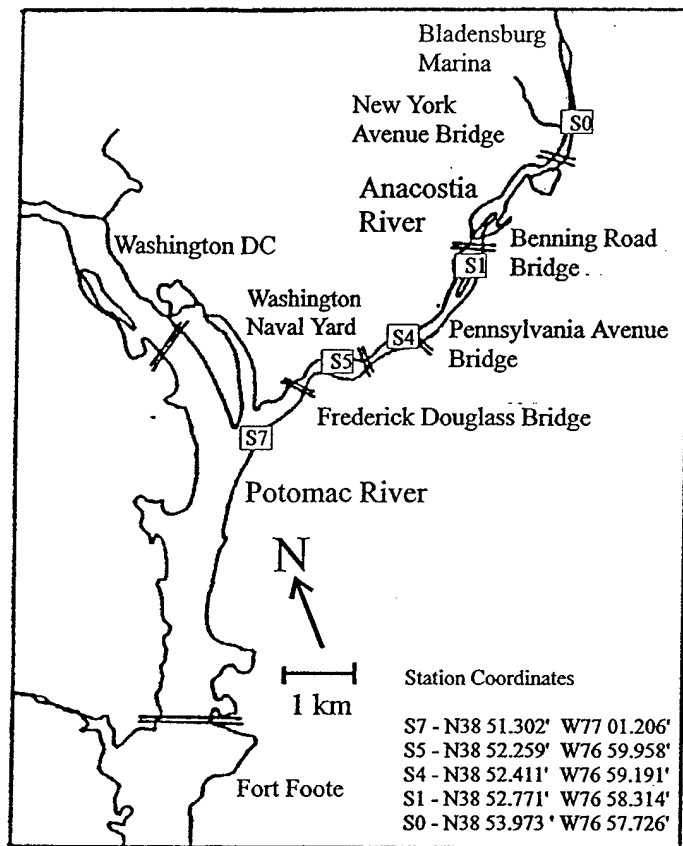 Bladensburg
Marina
New York
Avenue Bridge
S0
Anacostia
River
Washington DC
Benning Road
Bridge
S1
Washington
Naval Yard
S4
Pennsylvania Avenue
Bridge
S5
Frederick Douglass Bridge
S7
Potomac River
N
1 km
Station Coordinates
S7 - N38 51.302' W77 01.206'
S5 - N38 52.259' W76 59.958'
S4 - N38 52.411' W76 59.191'
S1 - N38 52.771' W76 58.314'
S0 - N38 53.973 ' W76 57.726'
Fort Foote